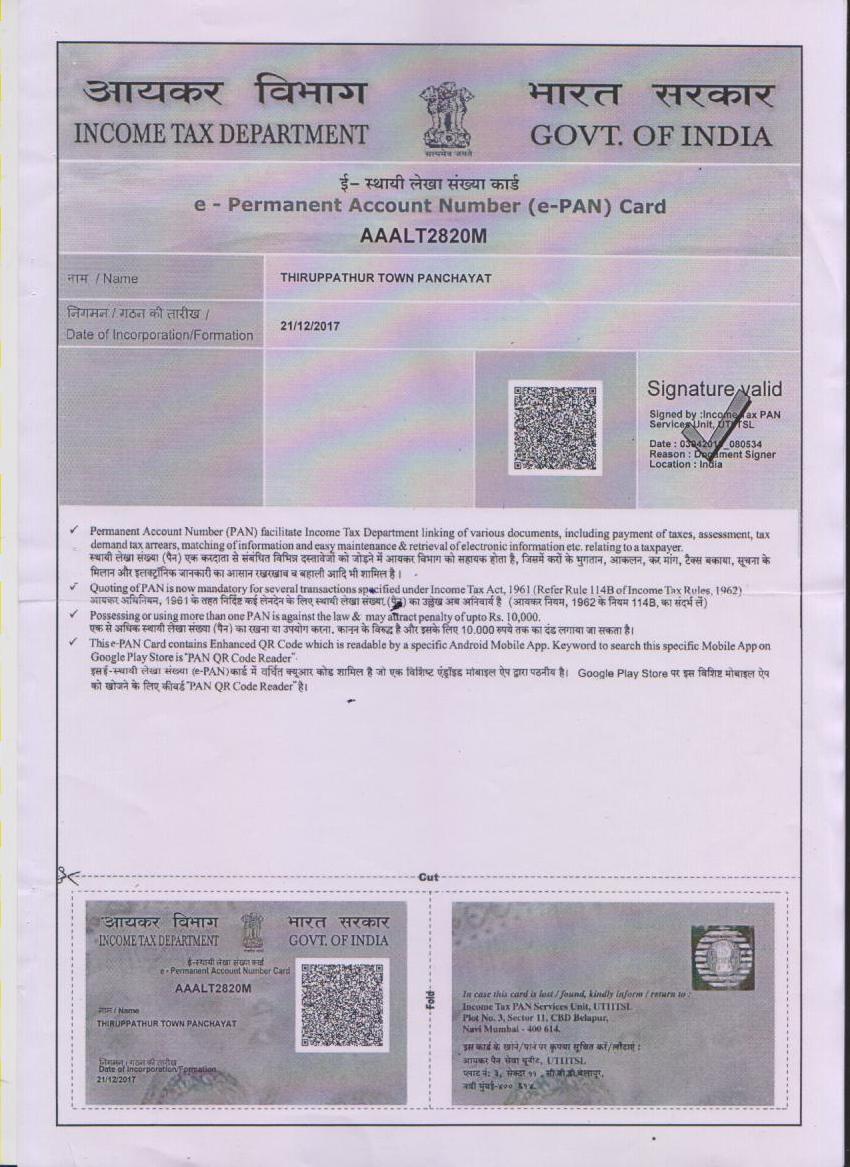 आयकर विभाग
INCOME TAX DEPARTMENT
सत्यमेव जयते
भारत सरकार
GOVT. OF INDIA
ई- स्थायी लेखा संख्या कार्ड
e - Permanent Account Number (e-PAN) Card
AAALT2820M
नाम / Name
THIRUPPATHUR TOWN PANCHAYAT
निगमन / गठन की तारीख /
Date of Incorporation/Formation
21/12/2017
Signature valid
Signed by :Income Tax PAN
Services Unit, UTIITSL
Date : _080534
Reason : Document Signer
Location : India
✓ Permanent Account Number (PAN) facilitate Income Tax Department linking of various documents, including payment of taxes, assessment, tax
demand tax arrears, matching of information and easy maintenance & retrieval of electronic information etc. relating to a taxpayer.
स्थायी लेखा संख्या (पैन) एक करदाता से संबंधित विभिन्न दस्तावेजों को जोड़ने में आयकर विभाग को सहायक होता है, जिसमें करों के भुगतान, आकलन, कर मांग, टैक्स बकाया, सूचना के
मिलान और इलक्ट्रॉनिक जानकारी का आसान रखरखाव व बहाली आदि भी शामिल है।
✓ Quoting of PAN is now mandatory for several transactions specified under Income Tax Act, 1961 (Refer Rule 114B of Income Tax Rules, 1962)
आयकर अधिनियम, 1961 के तहत निर्दिष्ट कई लेनदेन के लिए स्थायी लेखा संख्या (पैन) का उल्लेख अब अनिवार्य है (आयकर नियम, 1962 के नियम 114B, का संदर्भ लें)
✓ Possessing or using more than one PAN is against the law & may attract penalty of upto Rs. 10,000.
एक से अधिक स्थायी लेखा संख्या (पैन) का रखना या उपयोग करना, कानून के विरुद्ध है और इसके लिए 10,000 रुपये तक का दंड लगाया जा सकता है।
✓ This e-PAN Card contains Enhanced QR Code which is readable by a specific Android Mobile App. Keyword to search this specific Mobile App on
Google Play Store is "PAN QR Code Reader".
इसई-स्थायी लेखा संख्या (e-PAN)कार्ड में वर्धित क्यूआर कोड शामिल है जो एक विशिष्ट एंड्रॉइड मोबाइल ऐप द्वारा पठनीय है। Google Play Store पर इस विशिष्ट मोबाइल ऐप
को खोजने के लिए कीवर्ड "PAN QR Code Reader" है।
Cut
आयकर विभाग
INCOME TAX DEPARTMENT
भारत सरकार
GOVT. OF INDIA
ई-स्थायी लेखा संख्या कार्ड
e - Permanent Account Number Card
AAALT2820M
नाम / Name
THIRUPPATHUR TOWN PANCHAYAT
निगमन / गठन की तारीख
Date of Incorporation/Formation
21/12/2017
Fold
In case this card is lost / found, kindly inform / return to :
Income Tax PAN Services Unit, UTIITSL
Plot No. 3, Sector 11, CBD Belapur,
Navi Mumbai - 400 614.
इस कार्ड के खोने/पाने पर कृपया सूचित करें/लौटाएं :
आयकर पैन सेवा यूनीट, UTIITSL
प्लाट नं: ३, सेक्टर ११ , सी.बी.डी.बेलापूर,
नवी मुंबई-४०० ६१४.